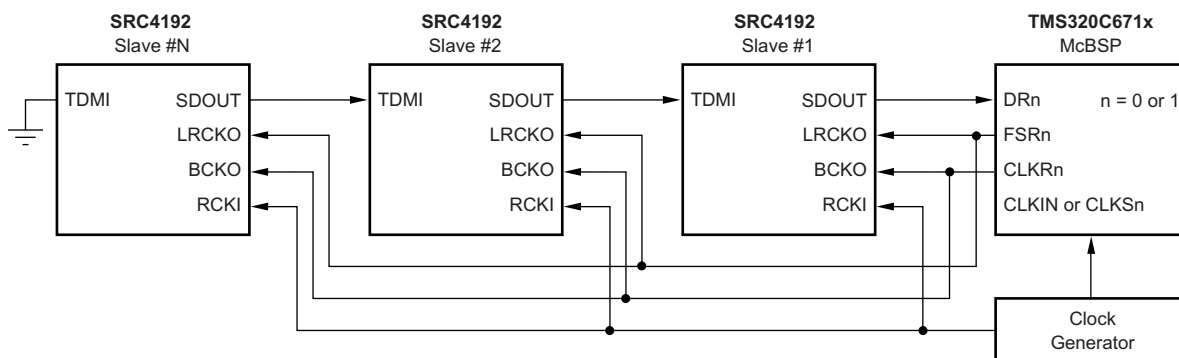 SRC4192
Slave #N
SRC4192
Slave #2
SRC4192
Slave #1
TMS320C671x
McBSP
TDMI
SDOUT
LRCKO
BCKO
RCKI
TDMI
SDOUT
LRCKO
BCKO
RCKI
TDMI
SDOUT
LRCKO
BCKO
RCKI
DRn
n = 0 or 1
FSRn
CLKRn
CLKIN or CLKSn
Clock
Generator